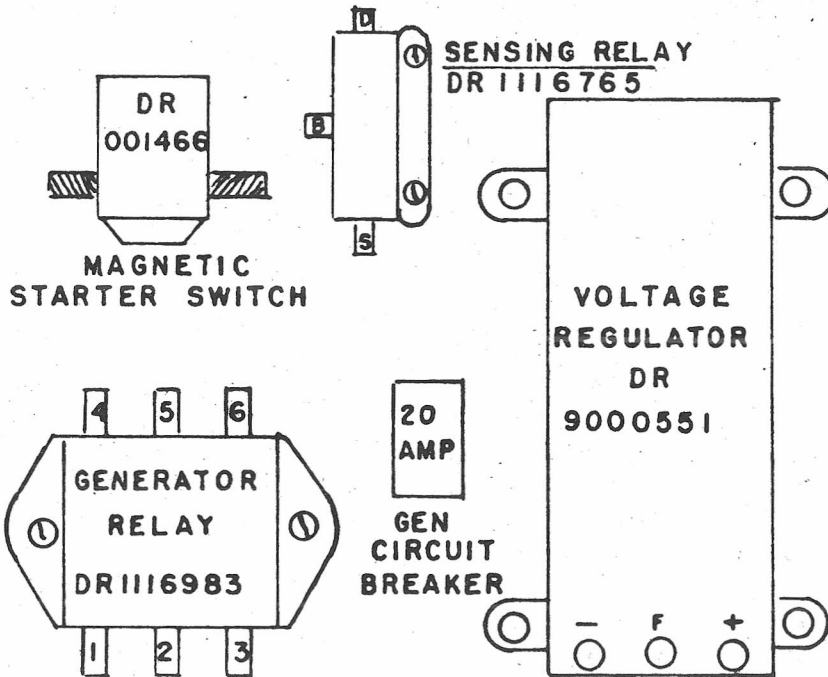 DR
001466
MAGNETIC
STARTER SWITCH
D
B
S
SENSING RELAY
DR 1116765
VOLTAGE
REGULATOR
DR
9000551
- F +
4 5 6
GENERATOR
RELAY
DR1116983
1 2 3
20
AMP
GEN
CIRCUIT
BREAKER